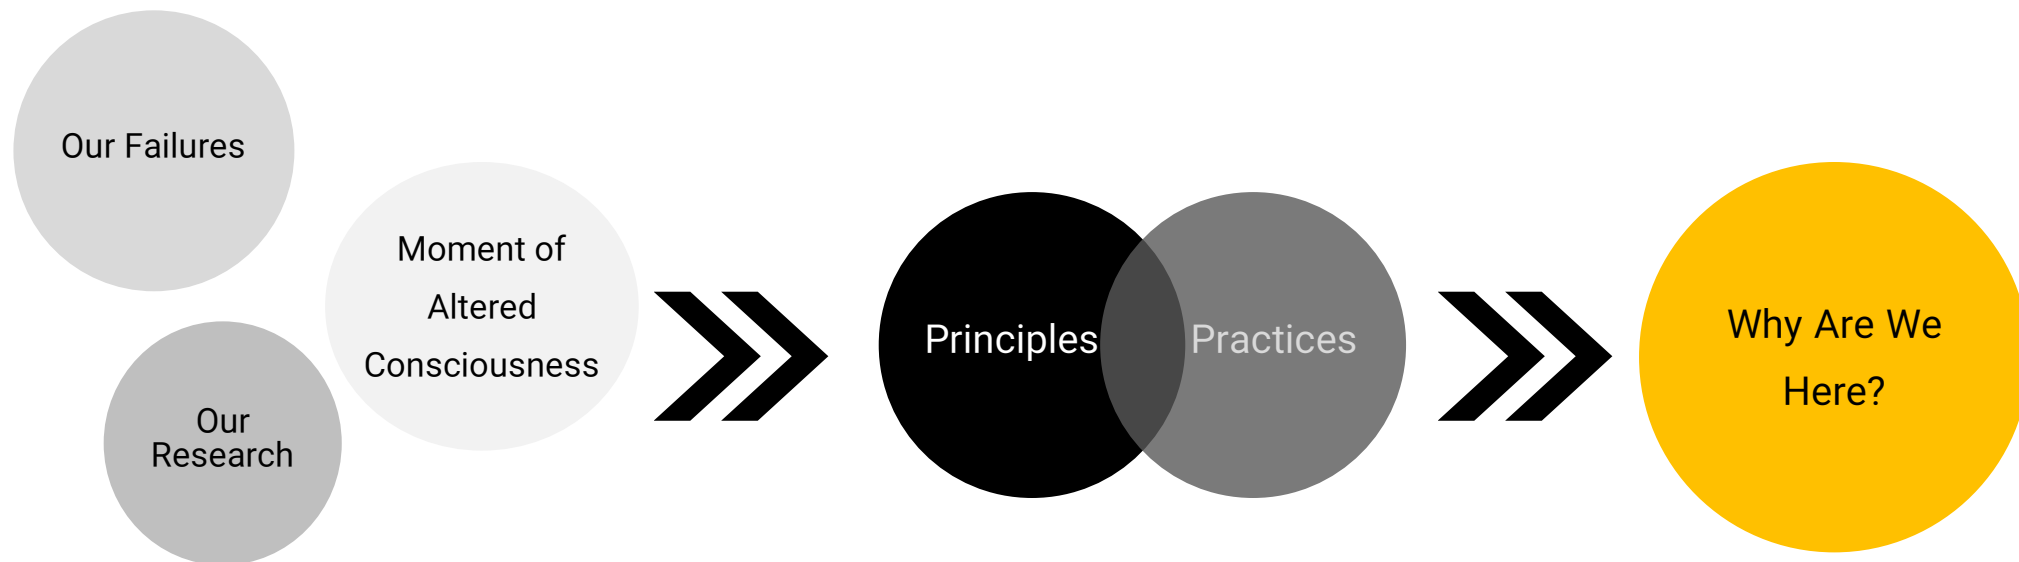 Our Failures
Our
Research
Moment of
Altered
Consciousness
Principles
Practices
Why Are We
Here?